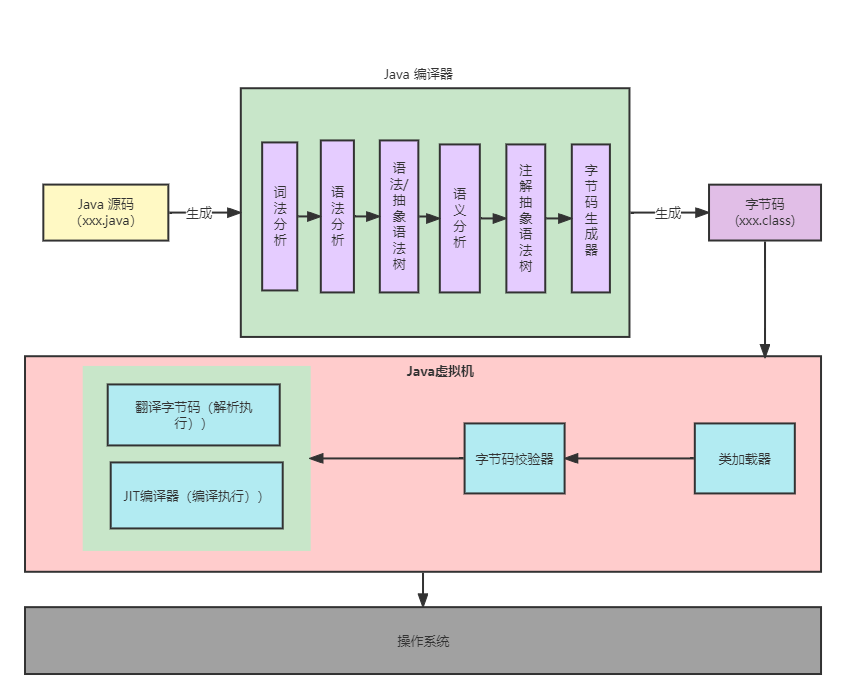 Java 编译器
Java 源码
（xxx.java）
生成
词法分析
语法分析
语法/抽象语法树
语义分析
注解抽象语法树
字节码生成器
生成
字节码
（xxx.class)
Java虚拟机
翻译字节码（解析执
行））
JIT编译器（编译执行））
字节码校验器
类加载器
操作系统